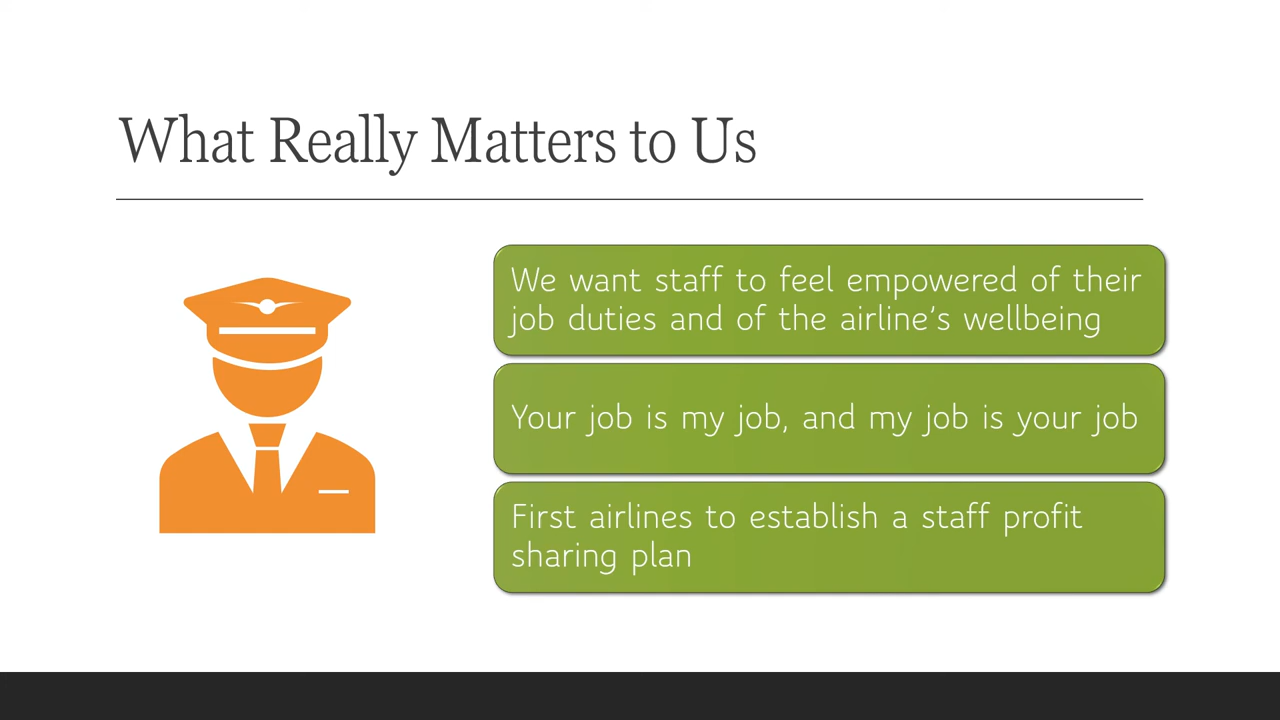 What Really Matters to Us
We want staff to feel empowered of their
job duties and of the airline's wellbeing
Your job is my job, and my job is your job
First airlines to establish a staff profit
sharing plan